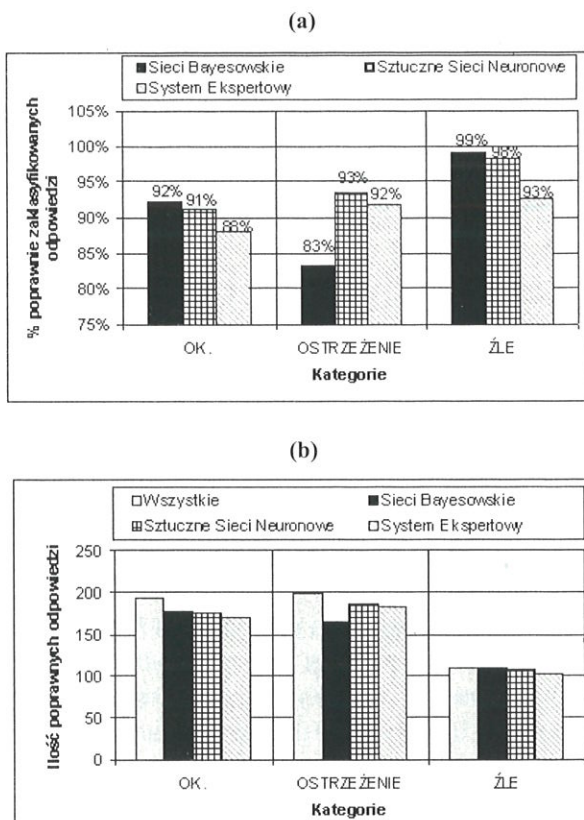 (a)
Sieci Bayesowskie Sztuczne Sieci Neuronowe
System Ekspertowy
% poprawnie zaklasyfikowanych
odpowiedzi
105%
100%
95%
90%
85%
80%
75%
92% 91% 88%
83% 93% 92%
99% 98% 93%
OK. OSTRZEŻENIE ŹLE
Kategorie
(b)
Wszystkie Sieci Bayesowskie
Sztuczne Sieci Neuronowe System Ekspertowy
Ilość poprawnych odpowiedzi
250
200
150
100
50
0
OK. OSTRZEŻENIE ŹLE
Kategorie